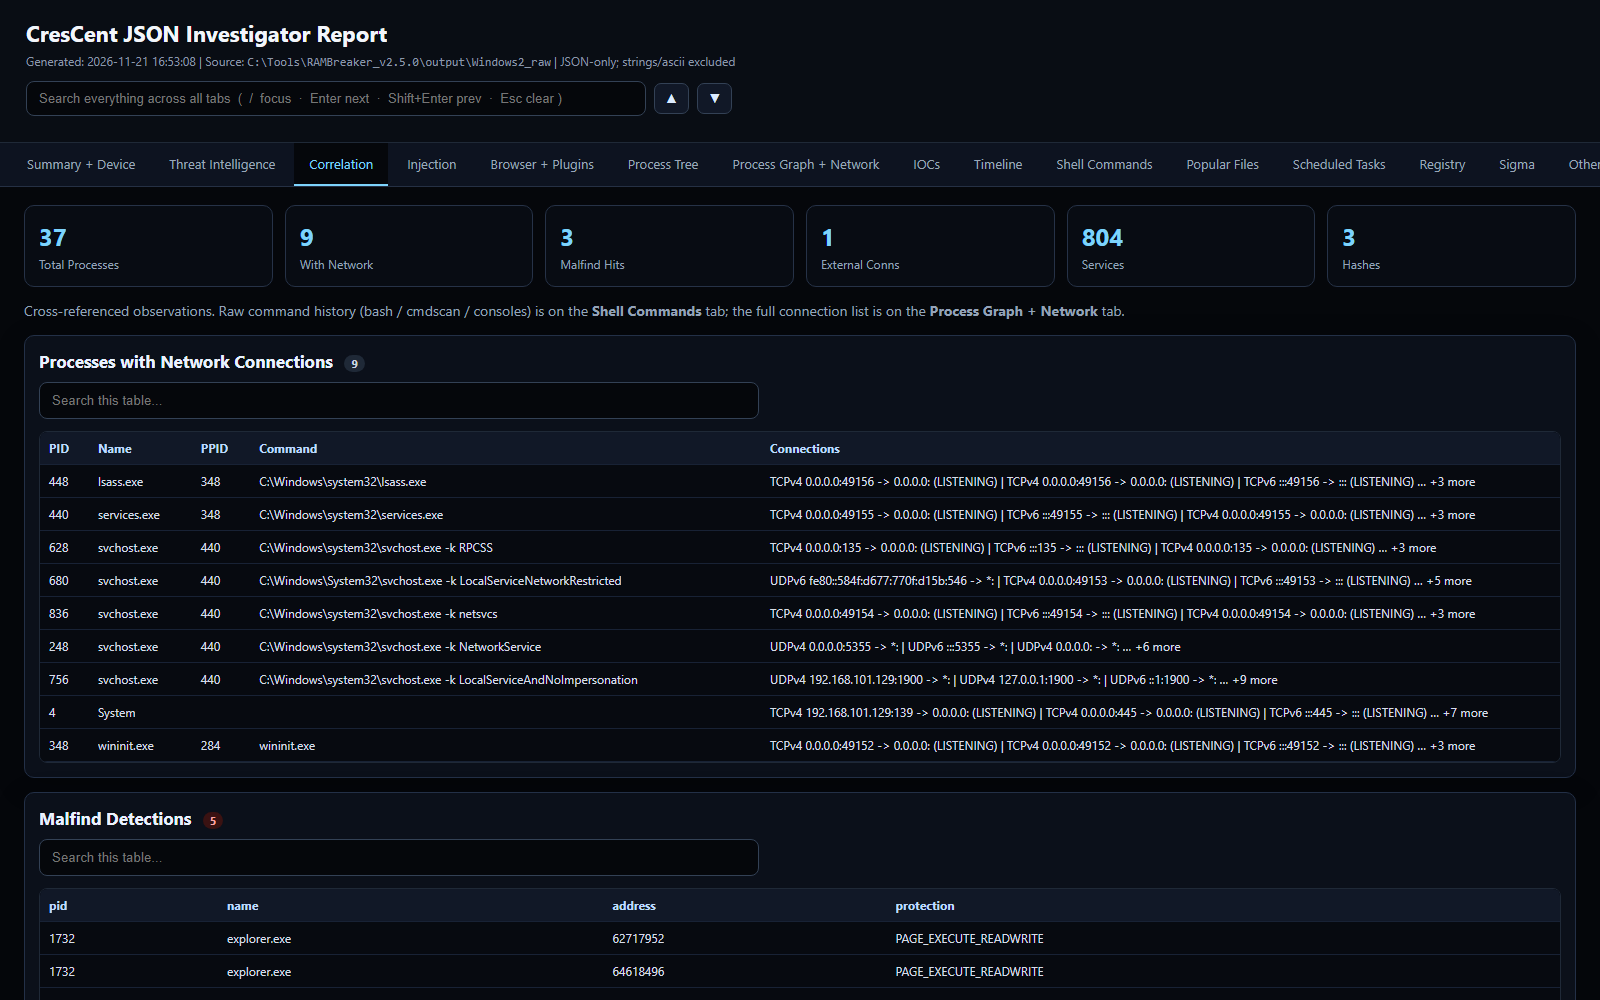 CresCent JSON Investigator Report
Generated: 2026-11-21 16:53:08 | Source: C:\Tools\RAMBreaker_v2.5.0\output\Windows2_raw | JSON-only; strings/ascii excluded
Search everything across all tabs ( / focus · Enter next · Shift+Enter prev · Esc clear ) ▲ ▼
Summary + Device Threat Intelligence Correlation Injection Browser + Plugins Process Tree Process Graph + Network IOCs Timeline Shell Commands Popular Files Scheduled Tasks Registry Sigma Other
37 9 3 1 804 3
Total Processes With Network Malfind Hits External Conns Services Hashes
Cross-referenced observations. Raw command history (bash / cmdscan / consoles) is on the Shell Commands tab; the full connection list is on the Process Graph + Network tab.
Processes with Network Connections 9
Search this table...
PID Name PPID Command Connections
448 lsass.exe 348 C:\Windows\system32\lsass.exe TCPv4 0.0.0.0:49156 -> 0.0.0.0: (LISTENING) | TCPv4 0.0.0.0:49156 -> 0.0.0.0: (LISTENING) | TCPv6 :::49156 -> ::: (LISTENING) ... +3 more
440 services.exe 348 C:\Windows\system32\services.exe TCPv4 0.0.0.0:49155 -> 0.0.0.0: (LISTENING) | TCPv6 :::49155 -> ::: (LISTENING) | TCPv4 0.0.0.0:49155 -> 0.0.0.0: (LISTENING) ... +3 more
628 svchost.exe 440 C:\Windows\system32\svchost.exe -k RPCSS TCPv4 0.0.0.0:135 -> 0.0.0.0: (LISTENING) | TCPv6 :::135 -> ::: (LISTENING) | TCPv4 0.0.0.0:135 -> 0.0.0.0: (LISTENING) ... +3 more
680 svchost.exe 440 C:\Windows\System32\svchost.exe -k LocalServiceNetworkRestricted UDPv6 fe80::584f:d677:770f:d15b:546 -> *: | TCPv4 0.0.0.0:49153 -> 0.0.0.0: (LISTENING) | TCPv6 :::49153 -> ::: (LISTENING) ... +5 more
836 svchost.exe 440 C:\Windows\system32\svchost.exe -k netsvcs TCPv4 0.0.0.0:49154 -> 0.0.0.0: (LISTENING) | TCPv6 :::49154 -> ::: (LISTENING) | TCPv4 0.0.0.0:49154 -> 0.0.0.0: (LISTENING) ... +3 more
248 svchost.exe 440 C:\Windows\system32\svchost.exe -k NetworkService UDPv4 0.0.0.0:5355 -> *: | UDPv6 :::5355 -> *: | UDPv4 0.0.0.0: -> *: ... +6 more
756 svchost.exe 440 C:\Windows\system32\svchost.exe -k LocalServiceAndNoImpersonation UDPv4 192.168.101.129:1900 -> *: | UDPv4 127.0.0.1:1900 -> *: | UDPv6 ::1:1900 -> *: ... +9 more
4 System TCPv4 192.168.101.129:139 -> 0.0.0.0: (LISTENING) | TCPv4 0.0.0.0:445 -> 0.0.0.0: (LISTENING) | TCPv6 :::445 -> ::: (LISTENING) ... +7 more
348 wininit.exe 284 wininit.exe TCPv4 0.0.0.0:49152 -> 0.0.0.0: (LISTENING) | TCPv4 0.0.0.0:49152 -> 0.0.0.0: (LISTENING) | TCPv6 :::49152 -> ::: (LISTENING) ... +3 more
Malfind Detections 5
Search this table...
pid name address protection
1732 explorer.exe 62717952 PAGE_EXECUTE_READWRITE
1732 explorer.exe 64618496 PAGE_EXECUTE_READWRITE